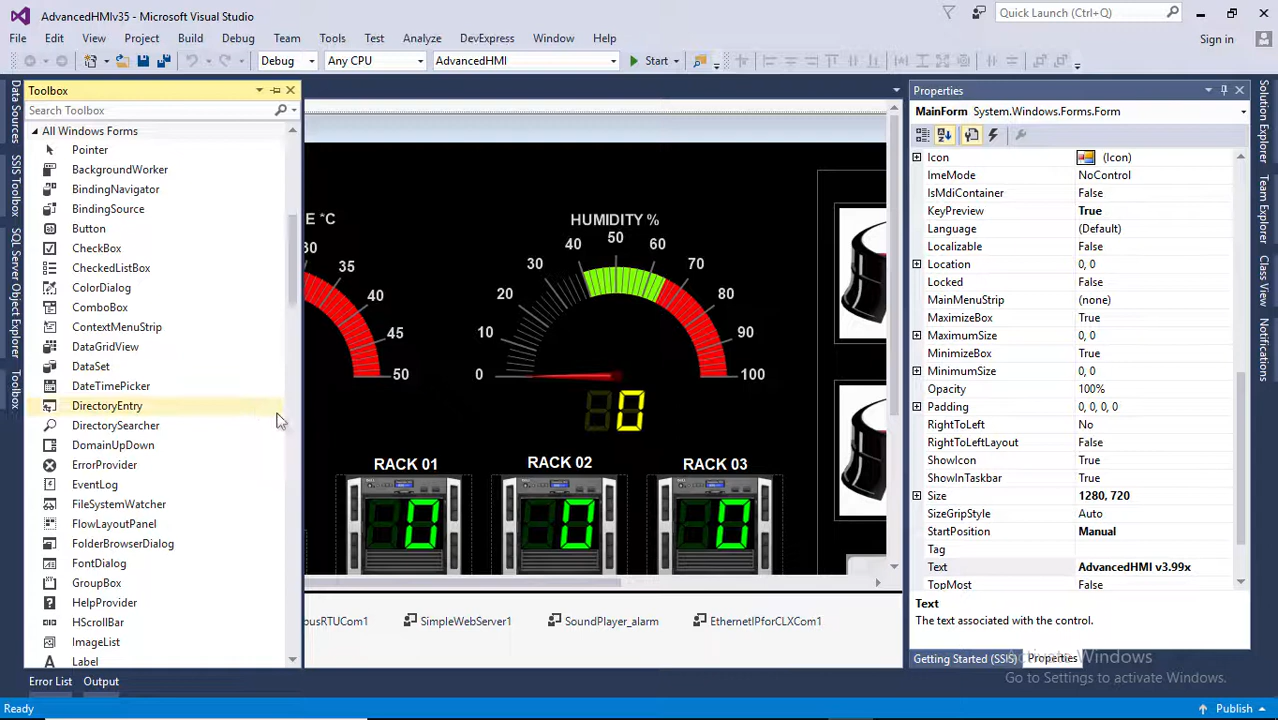 AdvancedHMIv35 - Microsoft Visual Studio
Quick Launch (Ctrl+Q)
File Edit View Project Build Debug Team Tools Test Analyze DevExpress Window Help
Sign in
Debug Any CPU AdvancedHMI Start
Toolbox
Search Toolbox
All Windows Forms
Pointer
BackgroundWorker
BindingNavigator
BindingSource
Button
CheckBox
CheckedListBox
ColorDialog
ComboBox
ContextMenuStrip
DataGridView
DataSet
DateTimePicker
DirectoryEntry
DirectorySearcher
DomainUpDown
ErrorProvider
EventLog
FileSystemWatcher
FlowLayoutPanel
FolderBrowserDialog
FontDialog
GroupBox
HelpProvider
HScrollBar
ImageList
Label
Data Sources
SSIS Toolbox
SQL Server Object Explorer
Toolbox
E °C
30
35
40
45
50
HUMIDITY %
0
10
20
30
40
50
60
70
80
90
100
0
RACK 01
0
RACK 02
0
RACK 03
0
busRTUCom1
SimpleWebServer1
SoundPlayer_alarm
EthernetIPforCLXCom1
Properties
MainForm System.Windows.Forms.Form
Icon (Icon)
ImeMode NoControl
IsMdiContainer False
KeyPreview True
Language (Default)
Localizable False
Location 0, 0
Locked False
MainMenuStrip (none)
MaximizeBox True
MaximumSize 0, 0
MinimizeBox True
MinimumSize 0, 0
Opacity 100%
Padding 0, 0, 0, 0
RightToLeft No
RightToLeftLayout False
ShowIcon True
ShowInTaskbar True
Size 1280, 720
SizeGripStyle Auto
StartPosition Manual
Tag
Text AdvancedHMI v3.99x
TopMost False
Text
The text associated with the control.
Getting Started (SSIS) Properties
Activate Windows
Go to Settings to activate Windows.
Solution Explorer
Team Explorer
Class View
Notifications
Error List Output
Ready
Publish